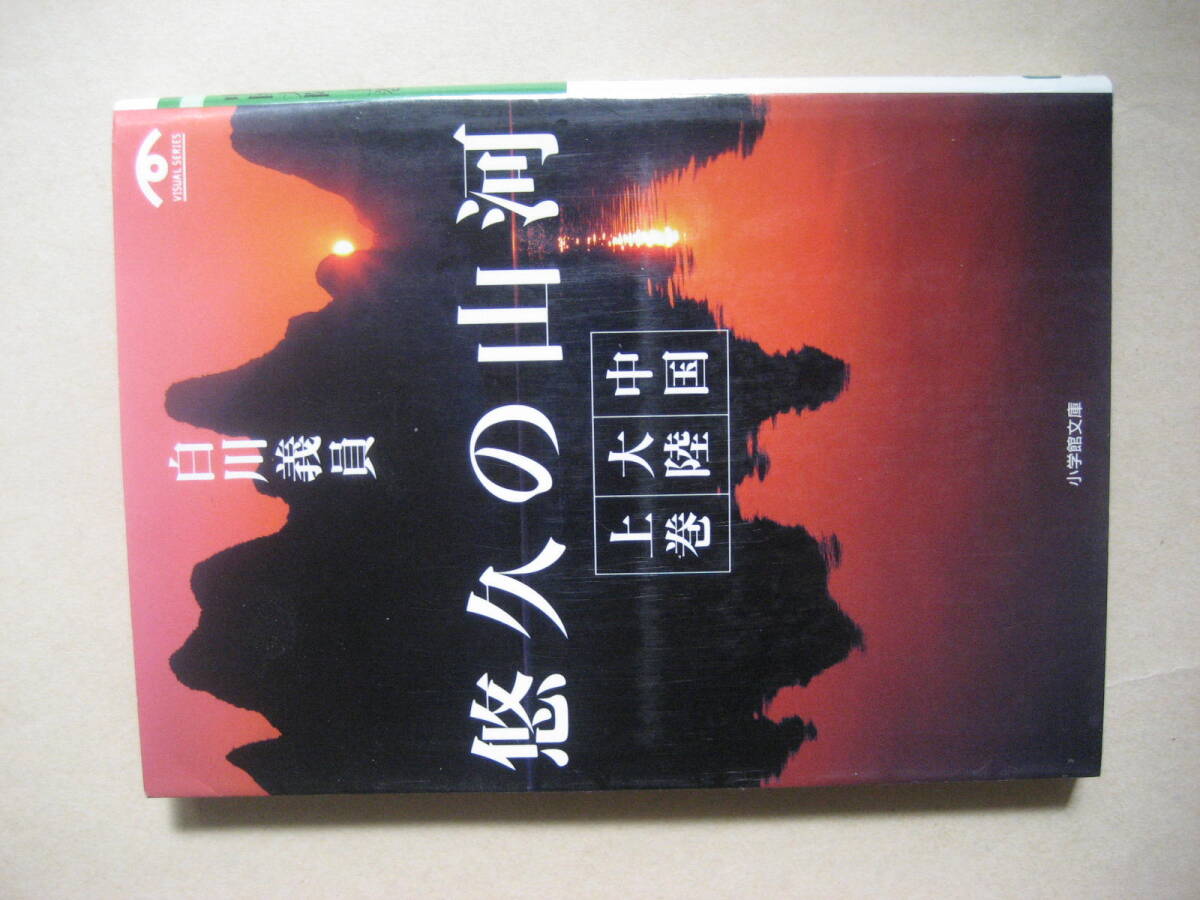 VISUAL SERIES
白川義員
悠久の山河
中国
大陸
上巻
小学館文庫